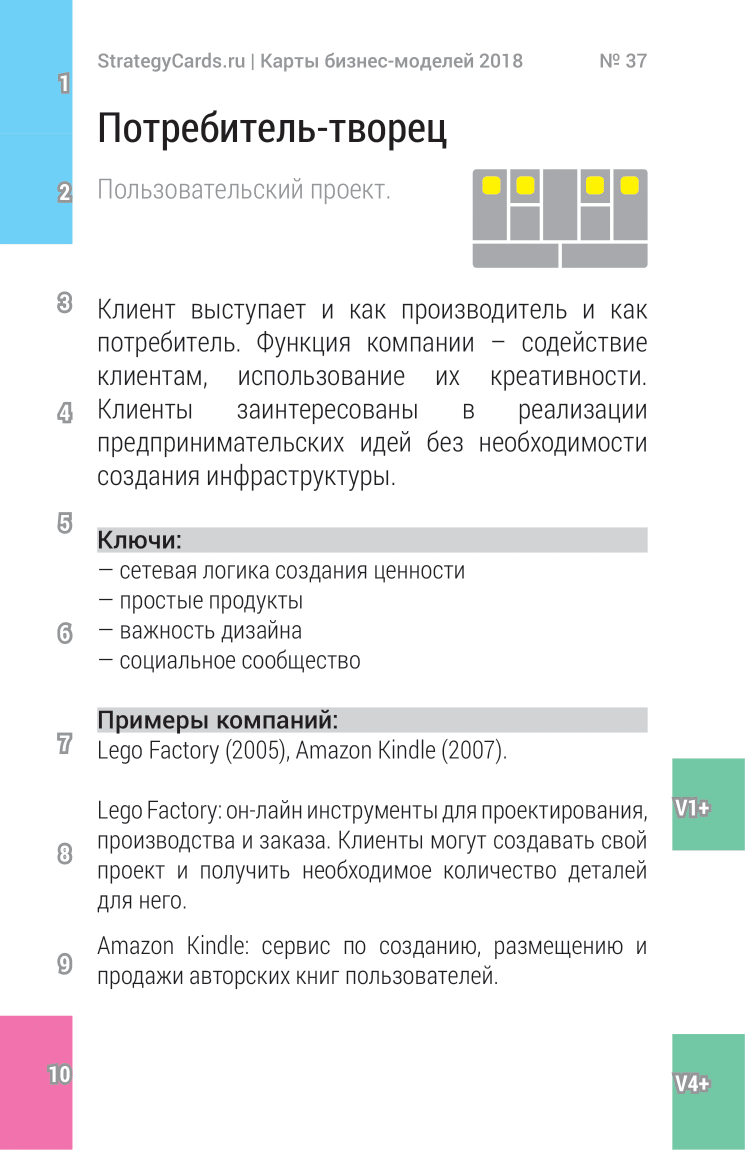 StrategyCards.ru | Карты бизнес-моделей 2018 № 37
Потребитель-творец
Пользовательский проект.
Клиент выступает и как производитель и как
потребитель. Функция компании – содействие
клиентам, использование их креативности.
Клиенты заинтересованы в реализации
предпринимательских идей без необходимости
создания инфраструктуры.
Ключи:
— сетевая логика создания ценности
— простые продукты
— важность дизайна
— социальное сообщество
Примеры компаний:
Lego Factory (2005), Amazon Kindle (2007).
Lego Factory: он-лайн инструменты для проектирования,
производства и заказа. Клиенты могут создавать свой
проект и получить необходимое количество деталей
для него.
Amazon Kindle: сервис по созданию, размещению и
продажи авторских книг пользователей.
1
2
3
4
5
6
7
8
9
10
V1+
V4+